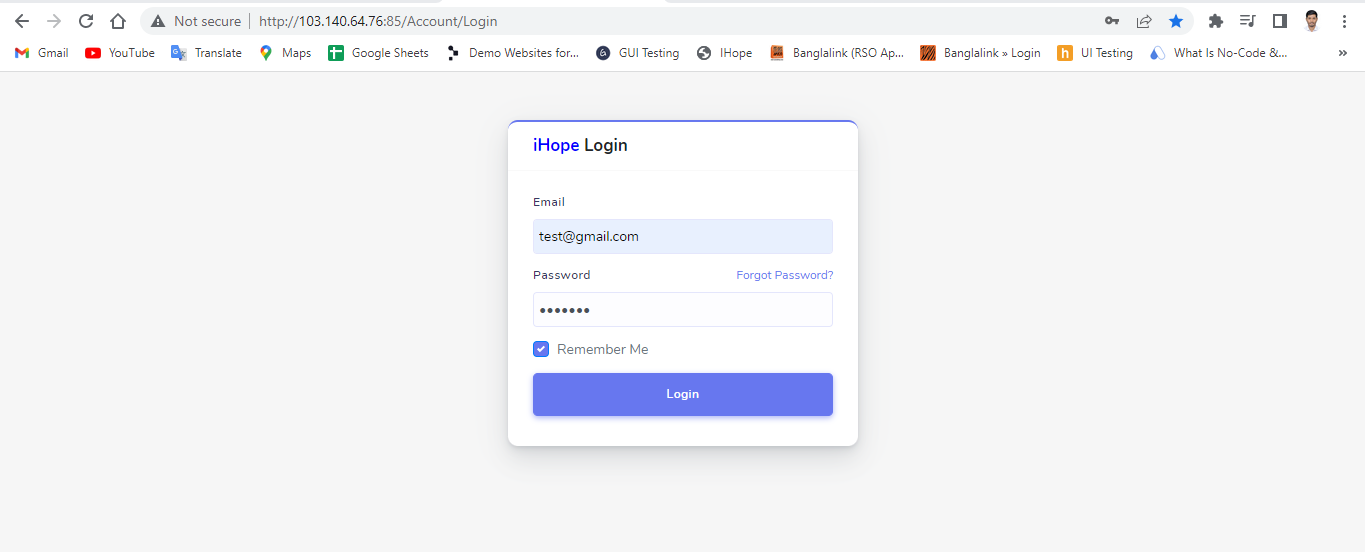 Not secure | http://103.140.64.76:85/Account/Login
Gmail YouTube Translate Maps Google Sheets Demo Websites for... GUI Testing IHope Banglalink (RSO Ap... Banglalink » Login UI Testing What Is No-Code &... »
iHope Login
Email
test@gmail.com
Password Forgot Password?
•••••••
Remember Me
Login